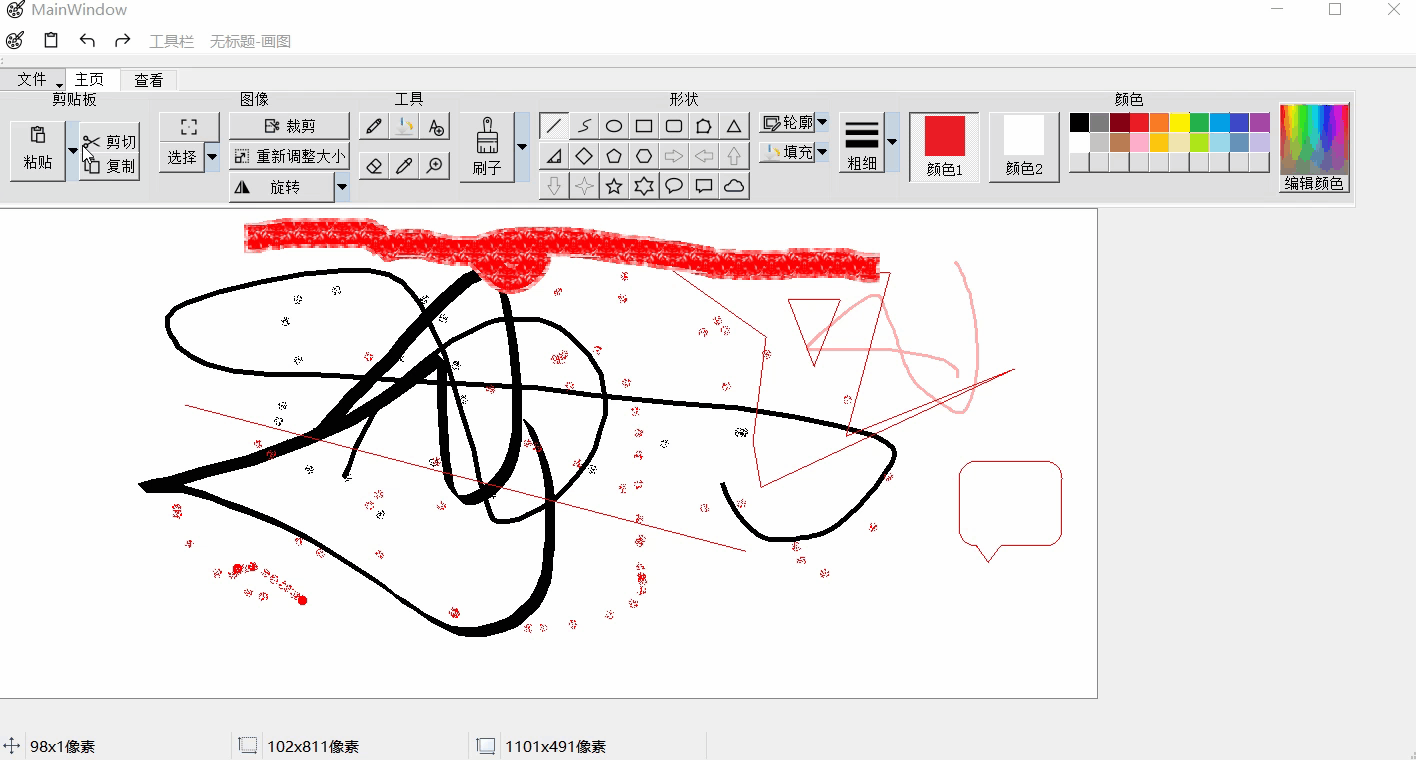 MainWindow
工具栏 无标题-画图
文件 主页 查看
剪贴板 图像 工具 形状 颜色
粘贴 剪切 复制
选择 裁剪 重新调整大小 旋转
刷子
轮廓 填充
粗细
颜色1 颜色2 编辑颜色
98x1像素 102x811像素 1101x491像素